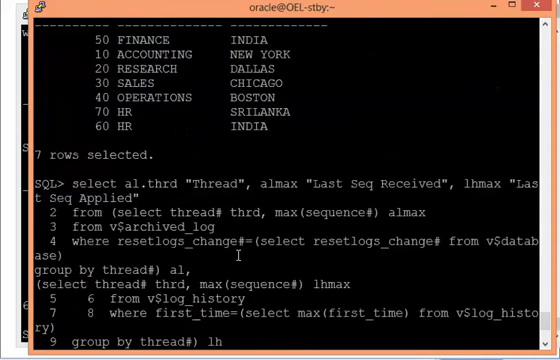 oracle@OEL-stby:~
50 FINANCE INDIA
10 ACCOUNTING NEW YORK
20 RESEARCH DALLAS
30 SALES CHICAGO
40 OPERATIONS BOSTON
70 HR SRILANKA
60 HR INDIA
7 rows selected.
SQL> select al.thrd "Thread", almax "Last Seq Received", lhmax "Las
t Seq Applied"
2 from (select thread# thrd, max(sequence#) almax
3 from v$archived_log
4 where resetlogs_change#=(select resetlogs_change# from v$datab
ase)
group by thread#) al,
(select thread# thrd, max(sequence#) lhmax
5 6 from v$log_history
7 8 where first_time=(select max(first_time) from v$log_histo
ry)
9 group by thread#) lh